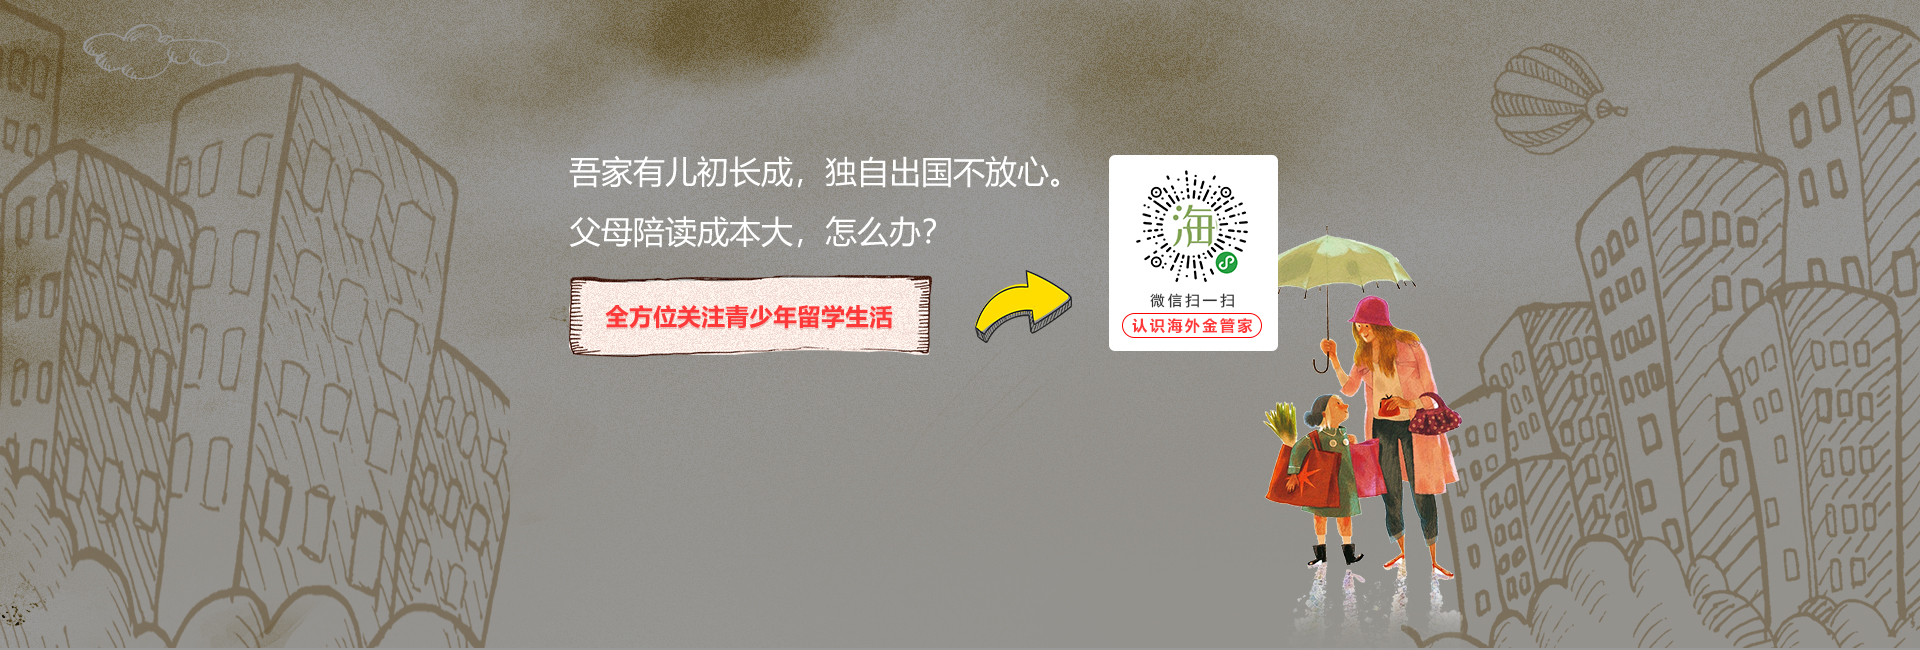 吾家有儿初长成，独自出国不放心。
父母陪读成本大，怎么办？
全方位关注青少年留学生活
海
微信扫一扫
认识海外金管家